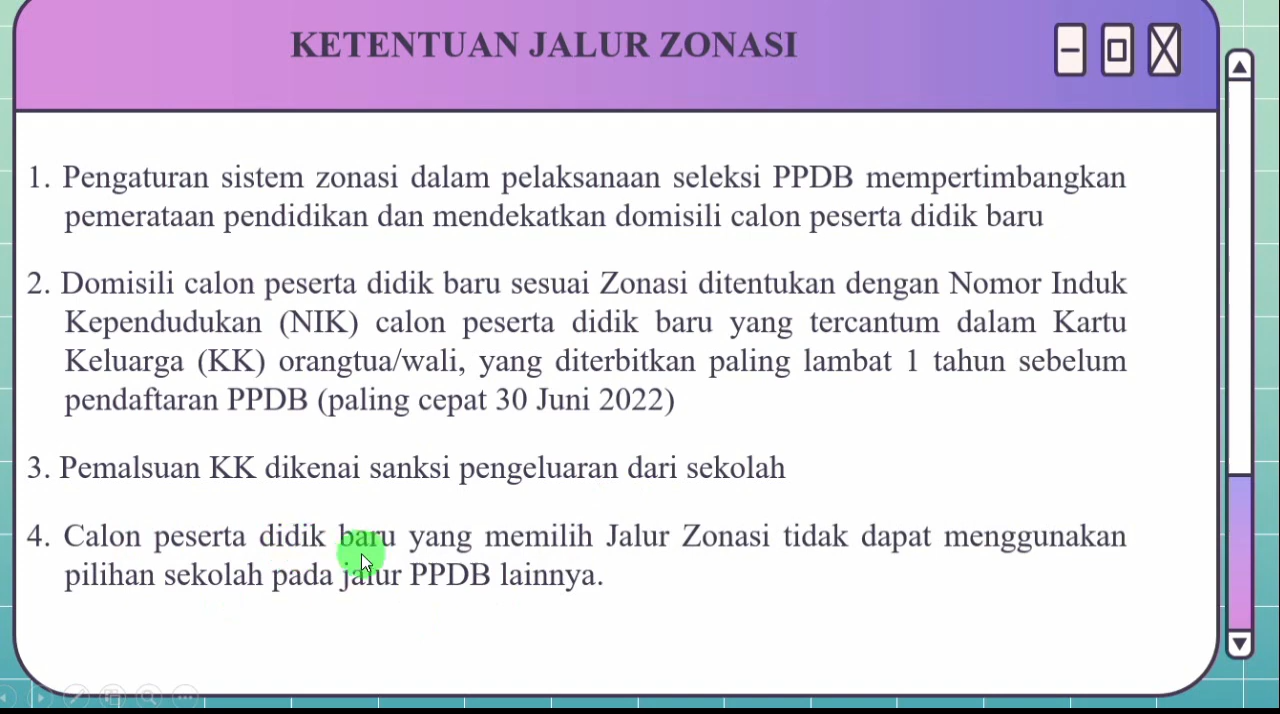 KETENTUAN JALUR ZONASI
1. Pengaturan sistem zonasi dalam pelaksanaan seleksi PPDB mempertimbangkan
pemerataan pendidikan dan mendekatkan domisili calon peserta didik baru
2. Domisili calon peserta didik baru sesuai Zonasi ditentukan dengan Nomor Induk
Kependudukan (NIK) calon peserta didik baru yang tercantum dalam Kartu
Keluarga (KK) orangtua/wali, yang diterbitkan paling lambat 1 tahun sebelum
pendaftaran PPDB (paling cepat 30 Juni 2022)
3. Pemalsuan KK dikenai sanksi pengeluaran dari sekolah
4. Calon peserta didik baru yang memilih Jalur Zonasi tidak dapat menggunakan
pilihan sekolah pada jalur PPDB lainnya.